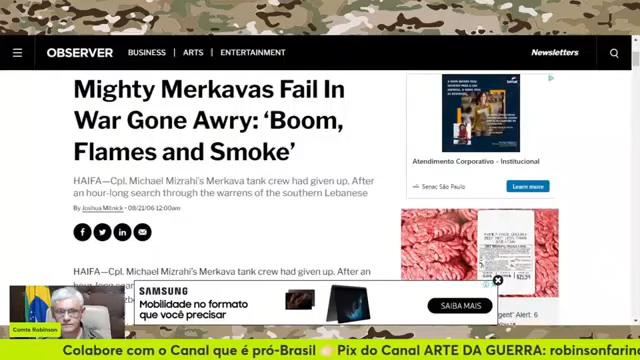 OBSERVER
BUSINESS | ARTS | ENTERTAINMENT
Newsletters
Mighty Merkavas Fail In
War Gone Awry: ‘Boom,
Flames and Smoke’
HAIFA—Cpl. Michael Mizrahi’s Merkava tank crew had given up. After
an hour-long search through the warrens of the southern Lebanese
By Joshua Mitnick • 08/21/06 12:00am
HAIFA—Cpl. Michael Mizrahi’s Merkava tank crew had given up. After an
Atendimento Corporativo - Institucional
Senac São Paulo
Learn more
Alert: 6
SAMSUNG
Mobilidade no formato
que você precisar
SAIBA MAIS
Comte Robinson
Colabore com o Canal que é pró-Brasil 👉🏻 Pix do Canal ARTE DA GUERRA: robinsonfarina